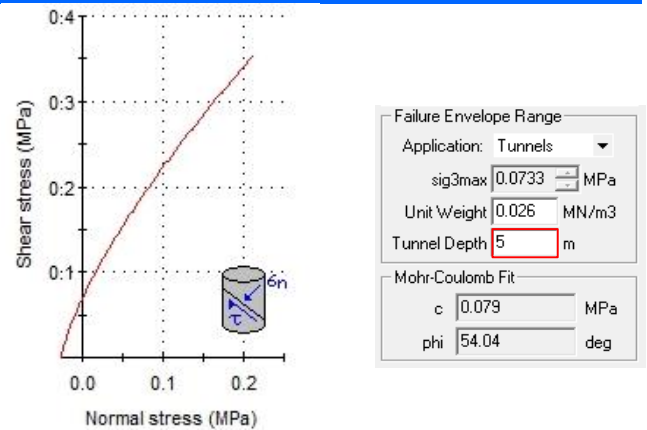 0:4
0:3
0:2
0:1
Shear stress (MPa)
0.0 0.1 0.2
Normal stress (MPa)
6n
τ
Failure Envelope Range
Application: Tunnels
sig3max 0.0733 MPa
Unit Weight 0.026 MN/m3
Tunnel Depth 5 m
Mohr-Coulomb Fit
c 0.079 MPa
phi 54.04 deg